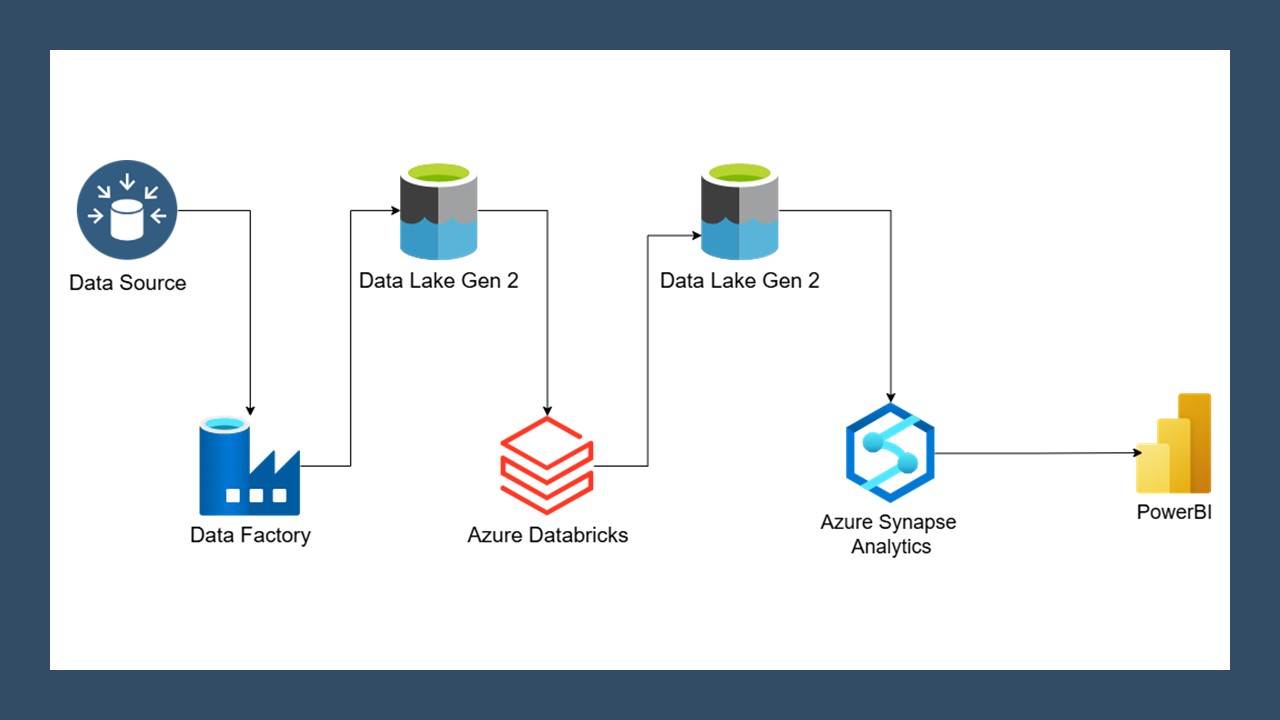 Data Source
Data Lake Gen 2
Data Lake Gen 2
Data Factory
Azure Databricks
Azure Synapse
Analytics
PowerBI